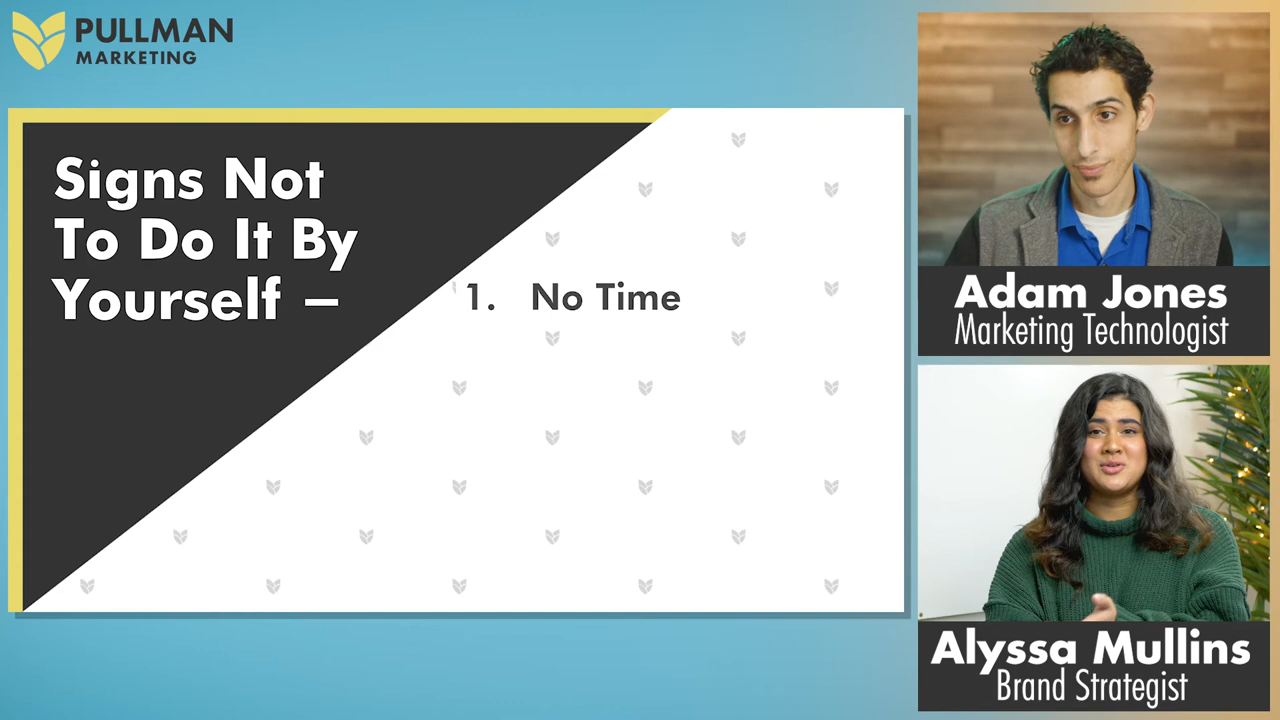 PULLMAN
MARKETING
Signs Not
To Do It By
Yourself –
1. No Time
Adam Jones
Marketing Technologist
Alyssa Mullins
Brand Strategist